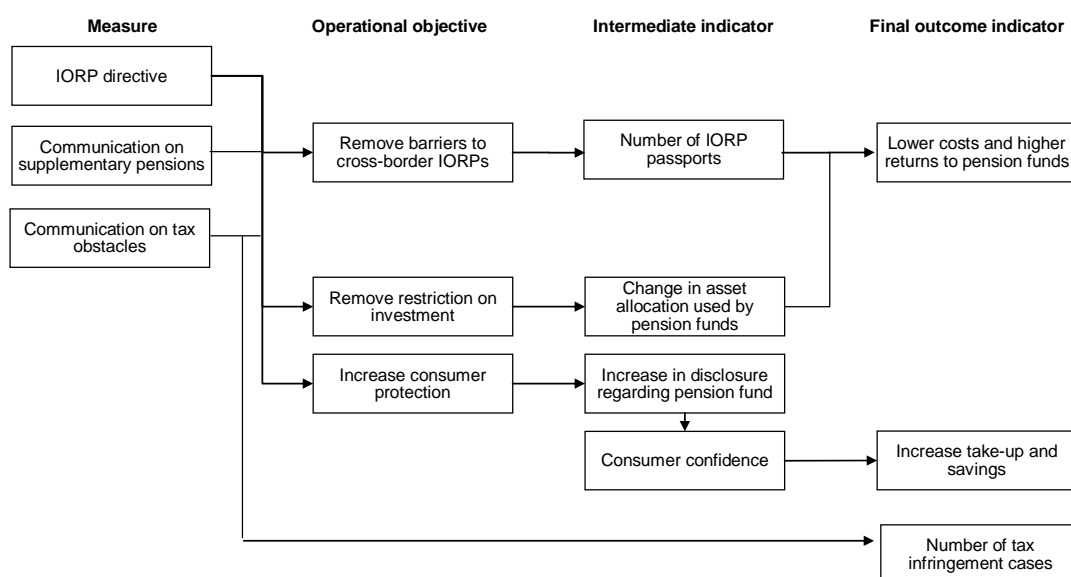 Measure
Operational objective
Intermediate indicator
Final outcome indicator
IORP directive
Communication on
supplementary pensions
Remove barriers to
cross-border IORPs
Number of IORP
passports
Lower costs and higher
returns to pension funds
Communication on tax
obstacles
Remove restriction on
investment
Change in asset
allocation used by
pension funds
Increase consumer
protection
Increase in disclosure
regarding pension fund
Consumer confidence
Increase take-up and
savings
Number of tax
infringement cases